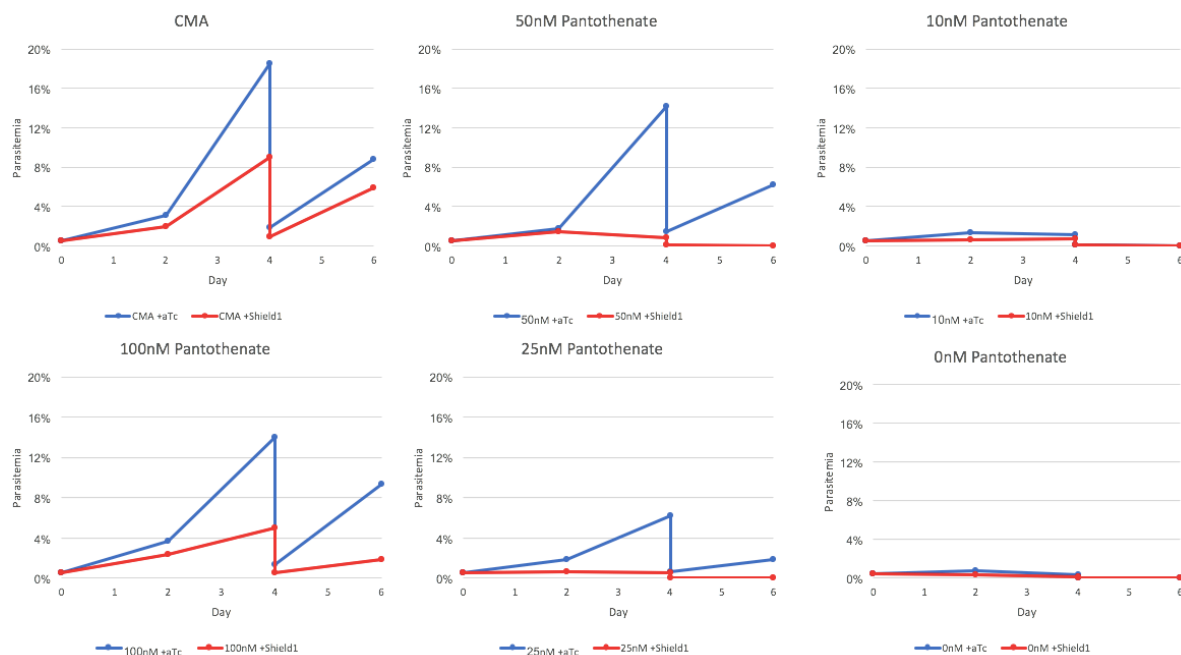 CMA
20%
16%
12%
8%
4%
0%
Parasitemia
0 1 2 3 4 5 6
Day
CMA +aTc CMA +Shield1
50nM Pantothenate
20%
16%
12%
8%
4%
0%
Parasitemia
0 1 2 3 4 5 6
Day
50nM +aTc 50nM +Shield1
10nM Pantothenate
20%
16%
12%
8%
4%
0%
Parasitemia
0 1 2 3 4 5 6
Day
10nM +aTc 10nM +Shield1
100nM Pantothenate
20%
16%
12%
8%
4%
0%
Parasitemia
0 1 2 3 4 5 6
Day
100nM +aTc 100nM +Shield1
25nM Pantothenate
20%
16%
12%
8%
4%
0%
Parasitemia
0 1 2 3 4 5 6
Day
25nM +aTc 25nM +Shield1
0nM Pantothenate
20%
16%
12%
8%
4%
0%
Parasitemia
0 1 2 3 4 5 6
Day
0nM +aTc 0nM +Shield1